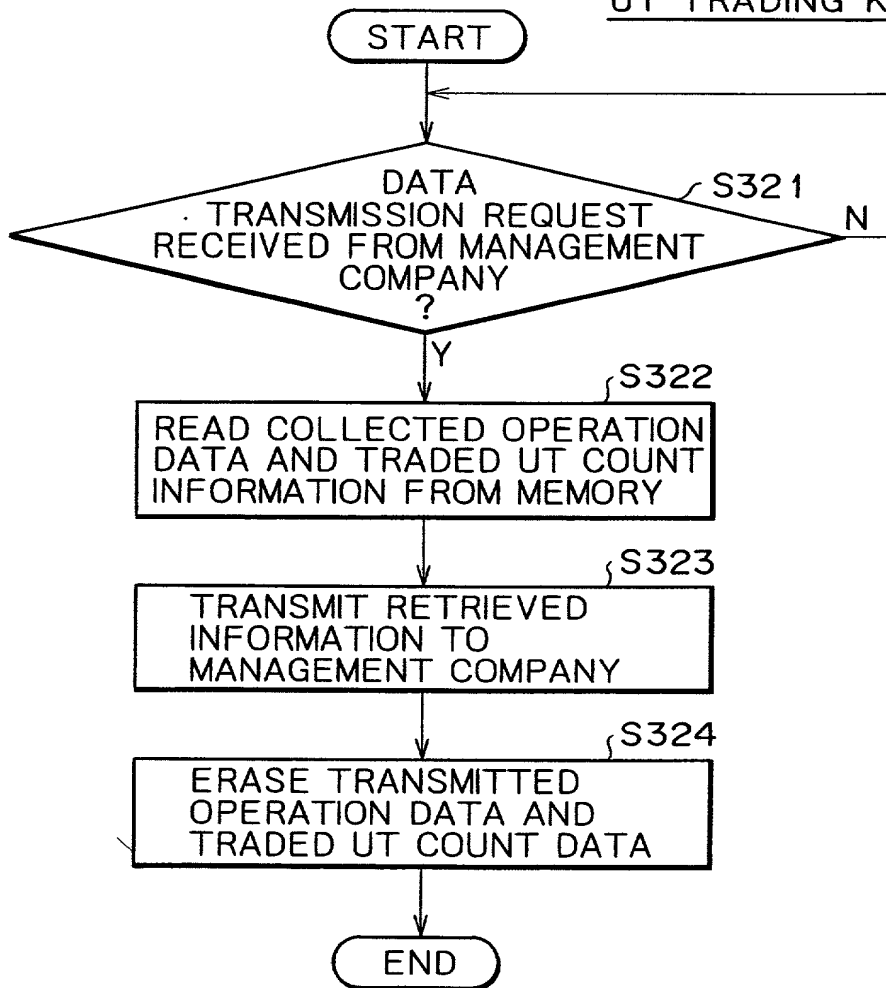 UT TRADING K
START
DATA
TRANSMISSION REQUEST
RECEIVED FROM MANAGEMENT
COMPANY
?
S321
N
Y
S322
READ COLLECTED OPERATION
DATA AND TRADED UT COUNT
INFORMATION FROM MEMORY
S323
TRANSMIT RETRIEVED
INFORMATION TO
MANAGEMENT COMPANY
S324
ERASE TRANSMITTED
OPERATION DATA AND
TRADED UT COUNT DATA
END